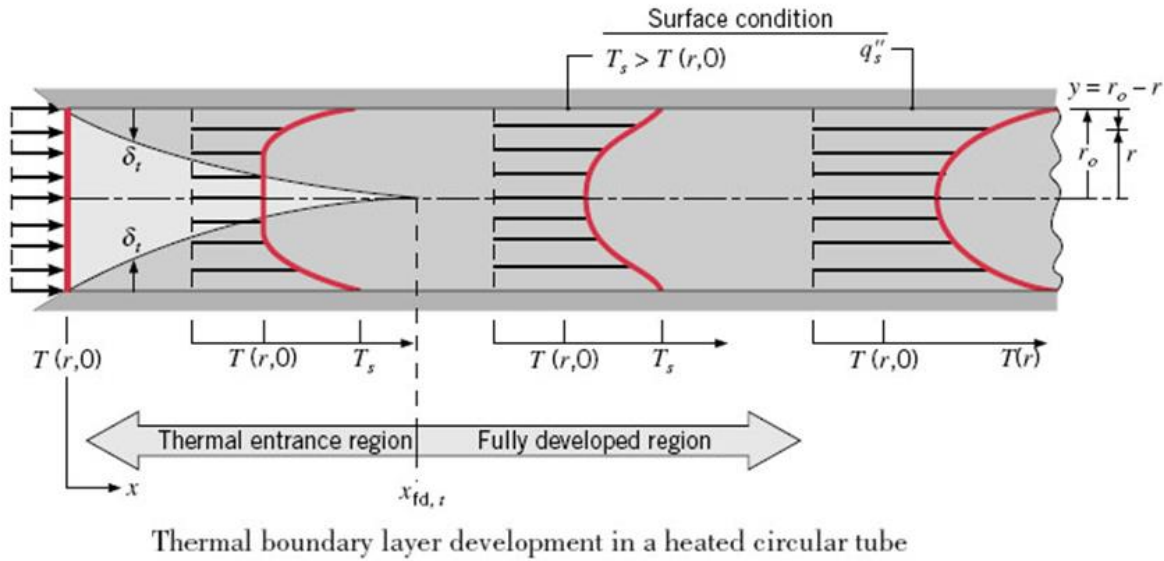 Surface condition
T_s > T (r,0)
q''_s
y = r_o – r
δ_t
r_o
r
δ_t
T (r,0)
T (r,0)
T_s
T (r,0)
T_s
T (r,0)
T(r)
Thermal entrance region
Fully developed region
x
x_fd, t
Thermal boundary layer development in a heated circular tube